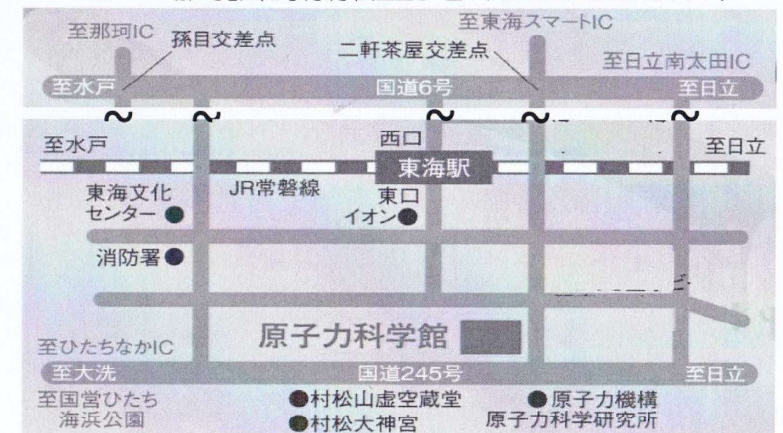 至那珂IC
孫目交差点
二軒茶屋交差点
至東海スマートIC
至日立南太田IC
至水戸
国道6号
至日立
至水戸
西口
至日立
東海駅
JR常磐線
東海文化
センター
東口
イオン
消防署
原子力科学館
至ひたちなかIC
至大洗
国道245号
至日立
至国営ひたち
海浜公園
村松山虚空蔵堂
村松大神宮
原子力機構
原子力科学研究所